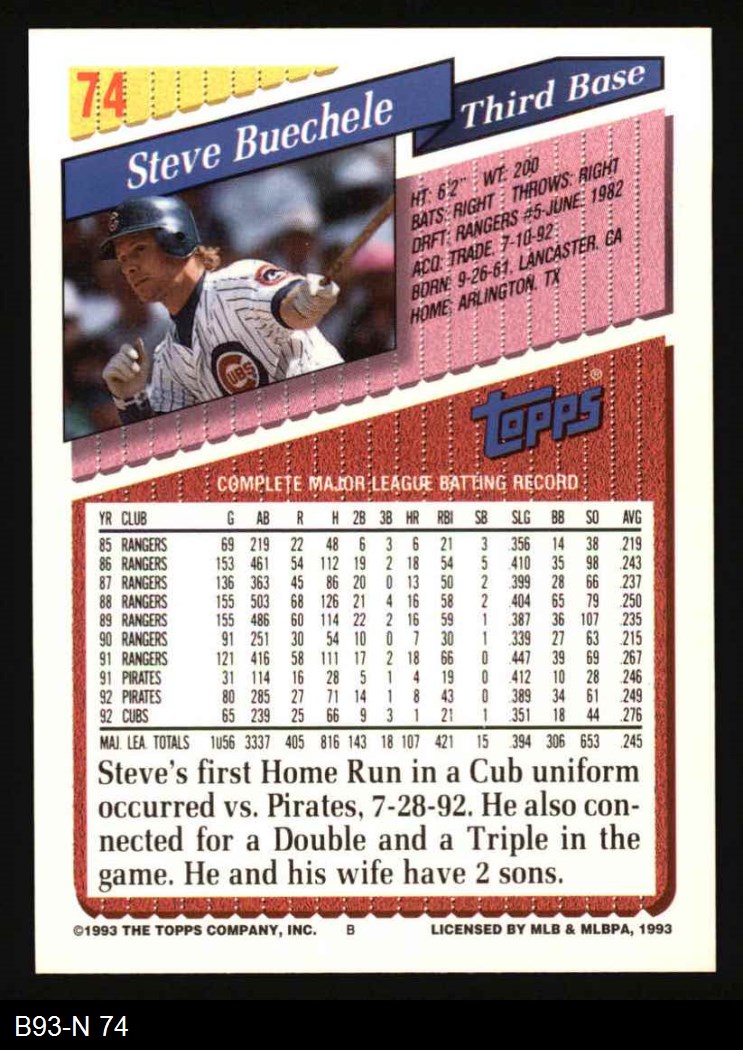 74
Steve Buechele
Third Base
HT: 6'2" WT: 200
BATS: RIGHT THROWS: RIGHT
DRFT: RANGERS #5-JUNE, 1982
ACQ: TRADE, 7-10-92
BORN: 9-26-61, LANCASTER, CA
HOME: ARLINGTON, TX
CUBS
topps®
COMPLETE MAJOR LEAGUE BATTING RECORD
YR CLUB G AB R H 2B 3B HR RBI SB SLG BB SO AVG
85 RANGERS 69 219 22 48 6 3 6 21 3 .356 14 38 .219
86 RANGERS 153 461 54 112 19 2 18 54 5 .410 35 98 .243
87 RANGERS 136 363 45 86 20 0 13 50 2 .399 28 66 .237
88 RANGERS 155 503 68 126 21 4 16 58 2 .404 65 79 .250
89 RANGERS 155 486 60 114 22 2 16 59 1 .387 36 107 .235
90 RANGERS 91 251 30 54 10 0 7 30 1 .339 27 63 .215
91 RANGERS 121 416 58 111 17 2 18 66 0 .447 39 69 .267
91 PIRATES 31 114 16 28 5 1 4 19 0 .412 10 28 .246
92 PIRATES 80 285 27 71 14 1 8 43 0 .389 34 61 .249
92 CUBS 65 239 25 66 9 3 1 21 1 .351 18 44 .276
MAJ. LEA. TOTALS 1056 3337 405 816 143 18 107 421 15 .394 306 653 .245
Steve's first Home Run in a Cub uniform
occurred vs. Pirates, 7-28-92. He also con-
nected for a Double and a Triple in the
game. He and his wife have 2 sons.
©1993 THE TOPPS COMPANY, INC. B LICENSED BY MLB & MLBPA, 1993
B93-N 74